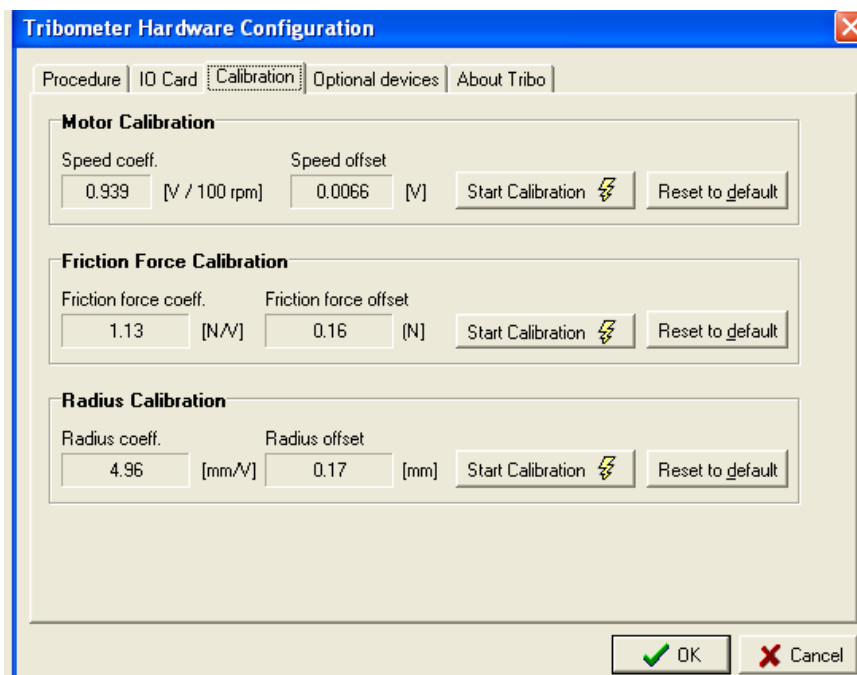 Tribometer Hardware Configuration
Procedure IO Card Calibration Optional devices About Tribo
Motor Calibration
Speed coeff. Speed offset
0.939 [V / 100 rpm] 0.0066 [V] Start Calibration Reset to default
Friction Force Calibration
Friction force coeff. Friction force offset
1.13 [N/V] 0.16 [N] Start Calibration Reset to default
Radius Calibration
Radius coeff. Radius offset
4.96 [mm/V] 0.17 [mm] Start Calibration Reset to default
OK Cancel